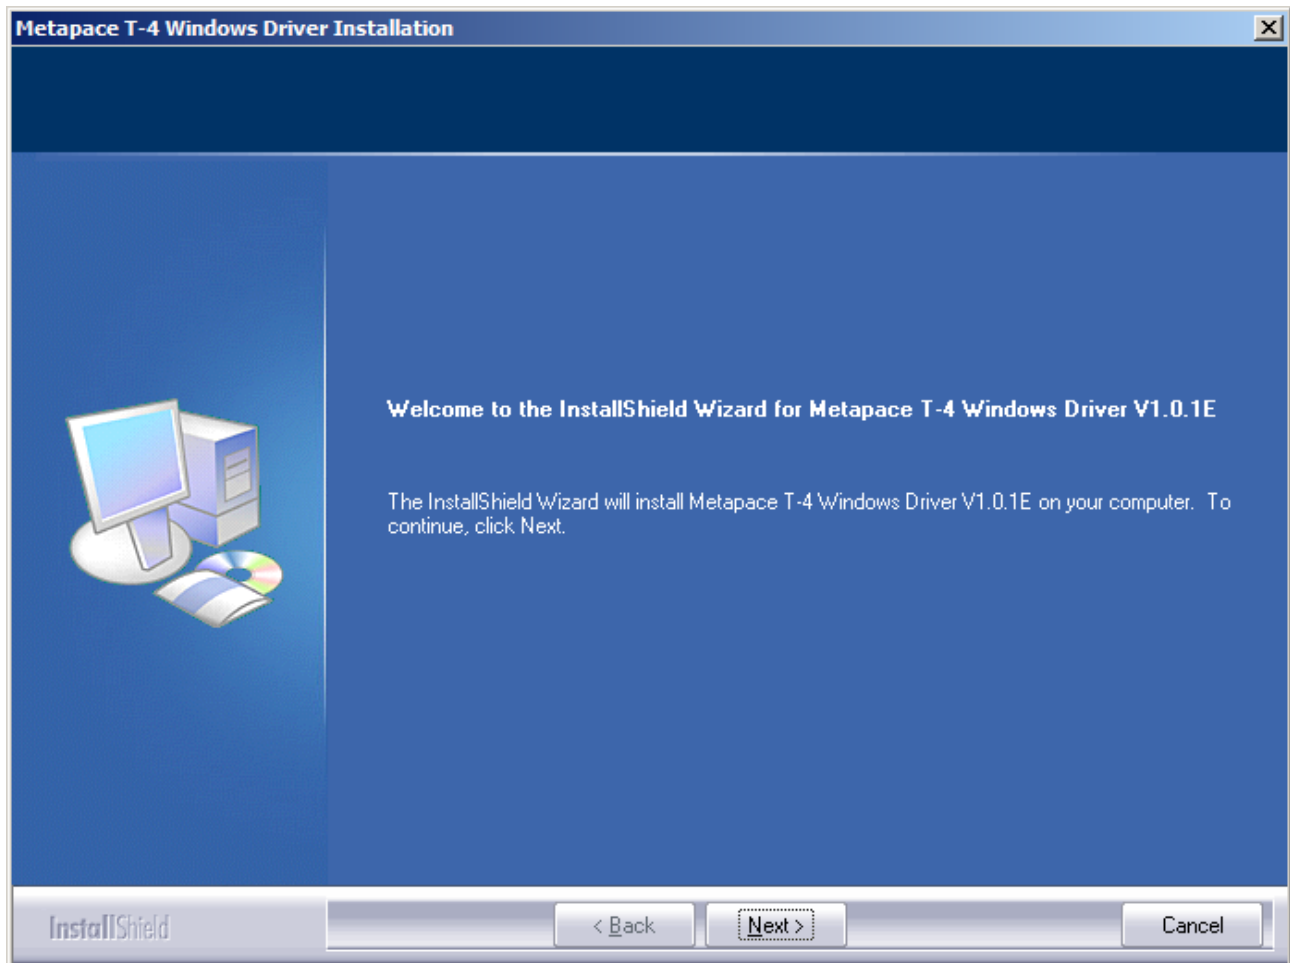 Metapace T-4 Windows Driver Installation
Welcome to the InstallShield Wizard for Metapace T-4 Windows Driver V1.0.1E
The InstallShield Wizard will install Metapace T-4 Windows Driver V1.0.1E on your computer.  To
continue, click Next.
InstallShield
< Back
Next >
Cancel